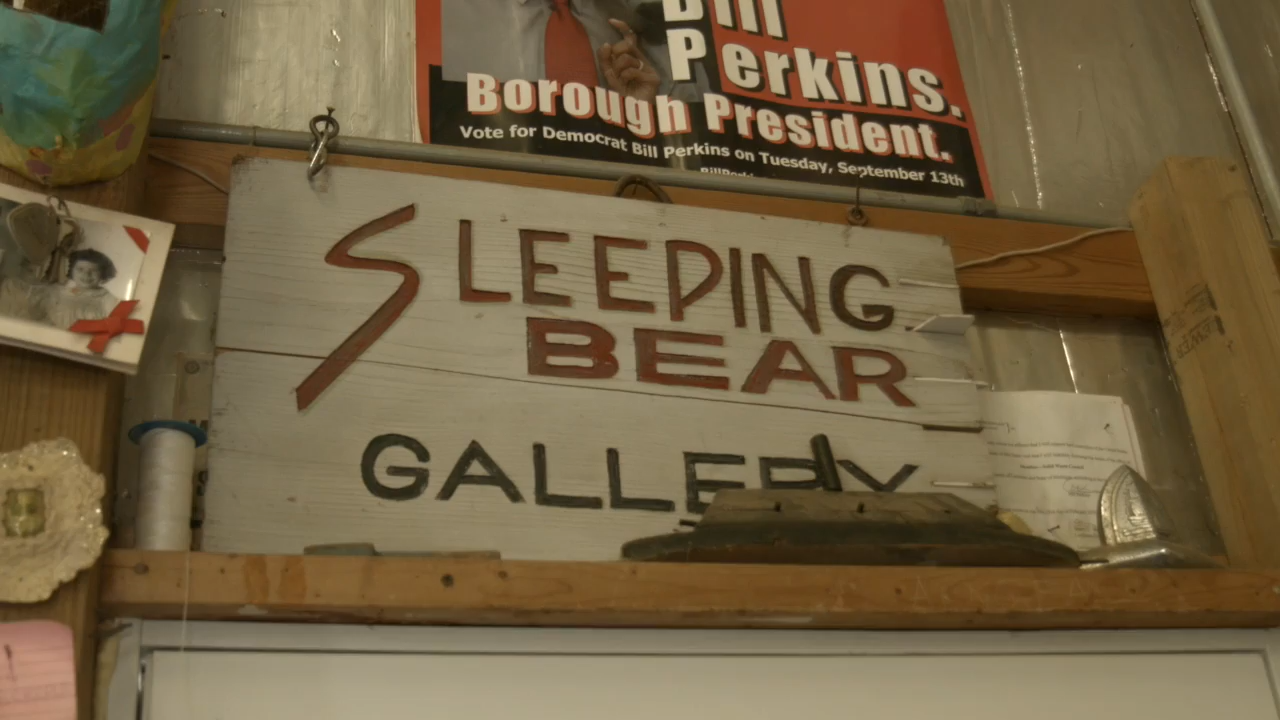 Bill
Perkins.
Borough President.
Vote for Democrat Bill Perkins on Tuesday, September 13th
SLEEPING
BEAR
GALLERY